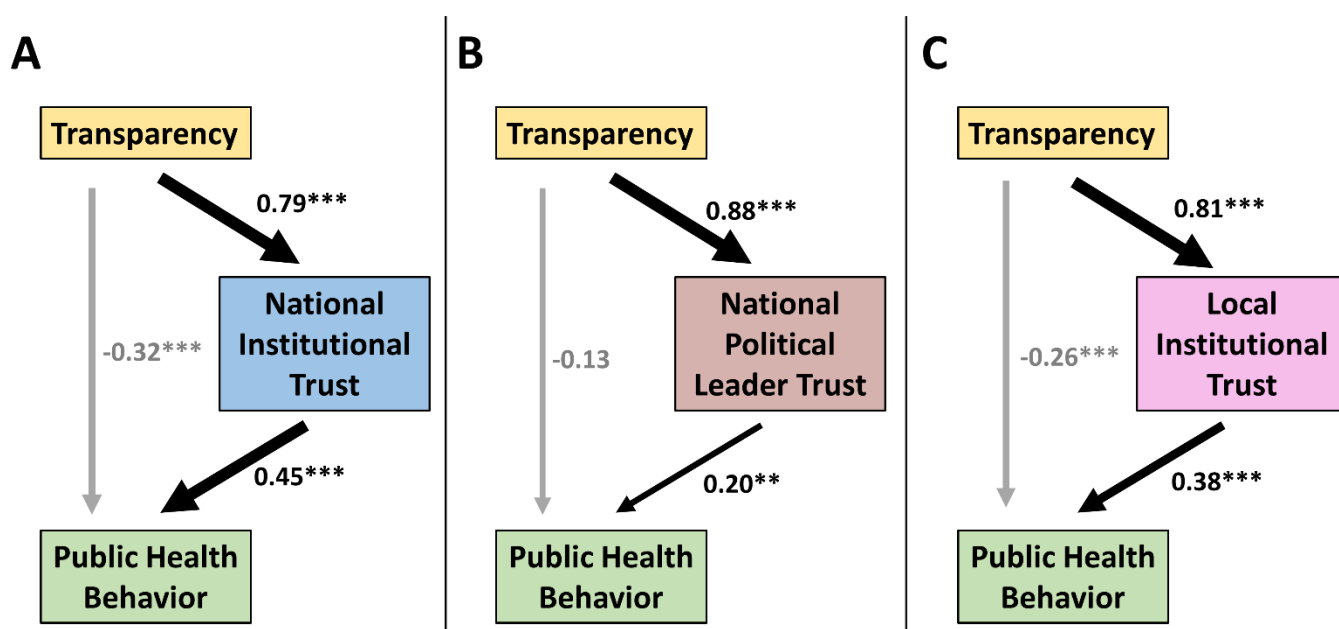 A
Transparency
0.79***
National
Institutional
Trust
-0.32***
0.45***
Public Health
Behavior
B
Transparency
0.88***
National
Political
Leader Trust
-0.13
0.20**
Public Health
Behavior
C
Transparency
0.81***
Local
Institutional
Trust
-0.26***
0.38***
Public Health
Behavior